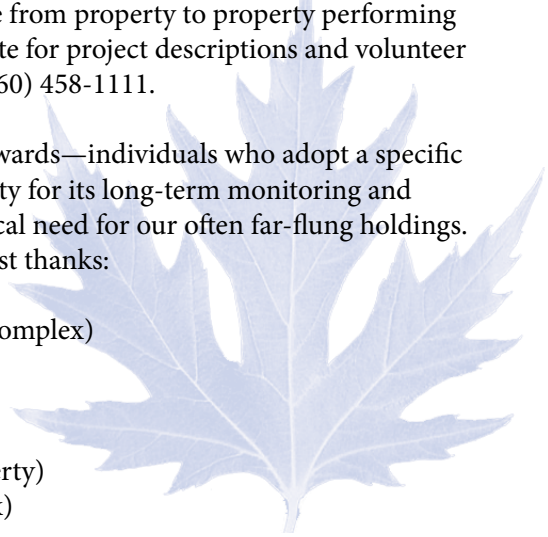 from property to property performing
te for project descriptions and volunteer
60) 458-1111.
wards—individuals who adopt a specific
ty for its long-term monitoring and
cal need for our often far-flung holdings.
st thanks:
omplex)
erty)
)